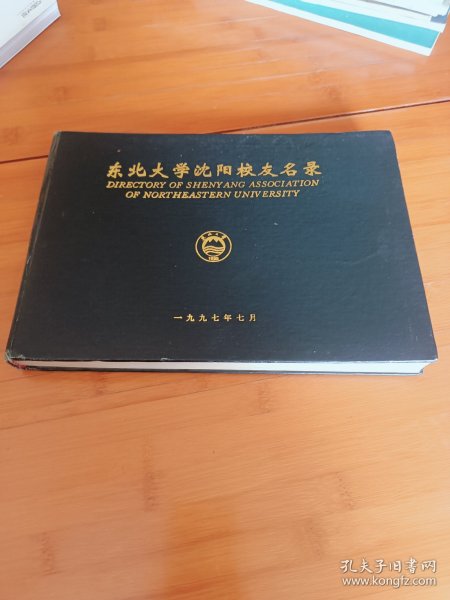 东北大学沈阳校友名录
DIRECTORY OF SHENYANG ASSOCIATION
OF NORTHEASTERN UNIVERSITY
一九九七年七月
孔夫子旧书网
www.kongfz.com